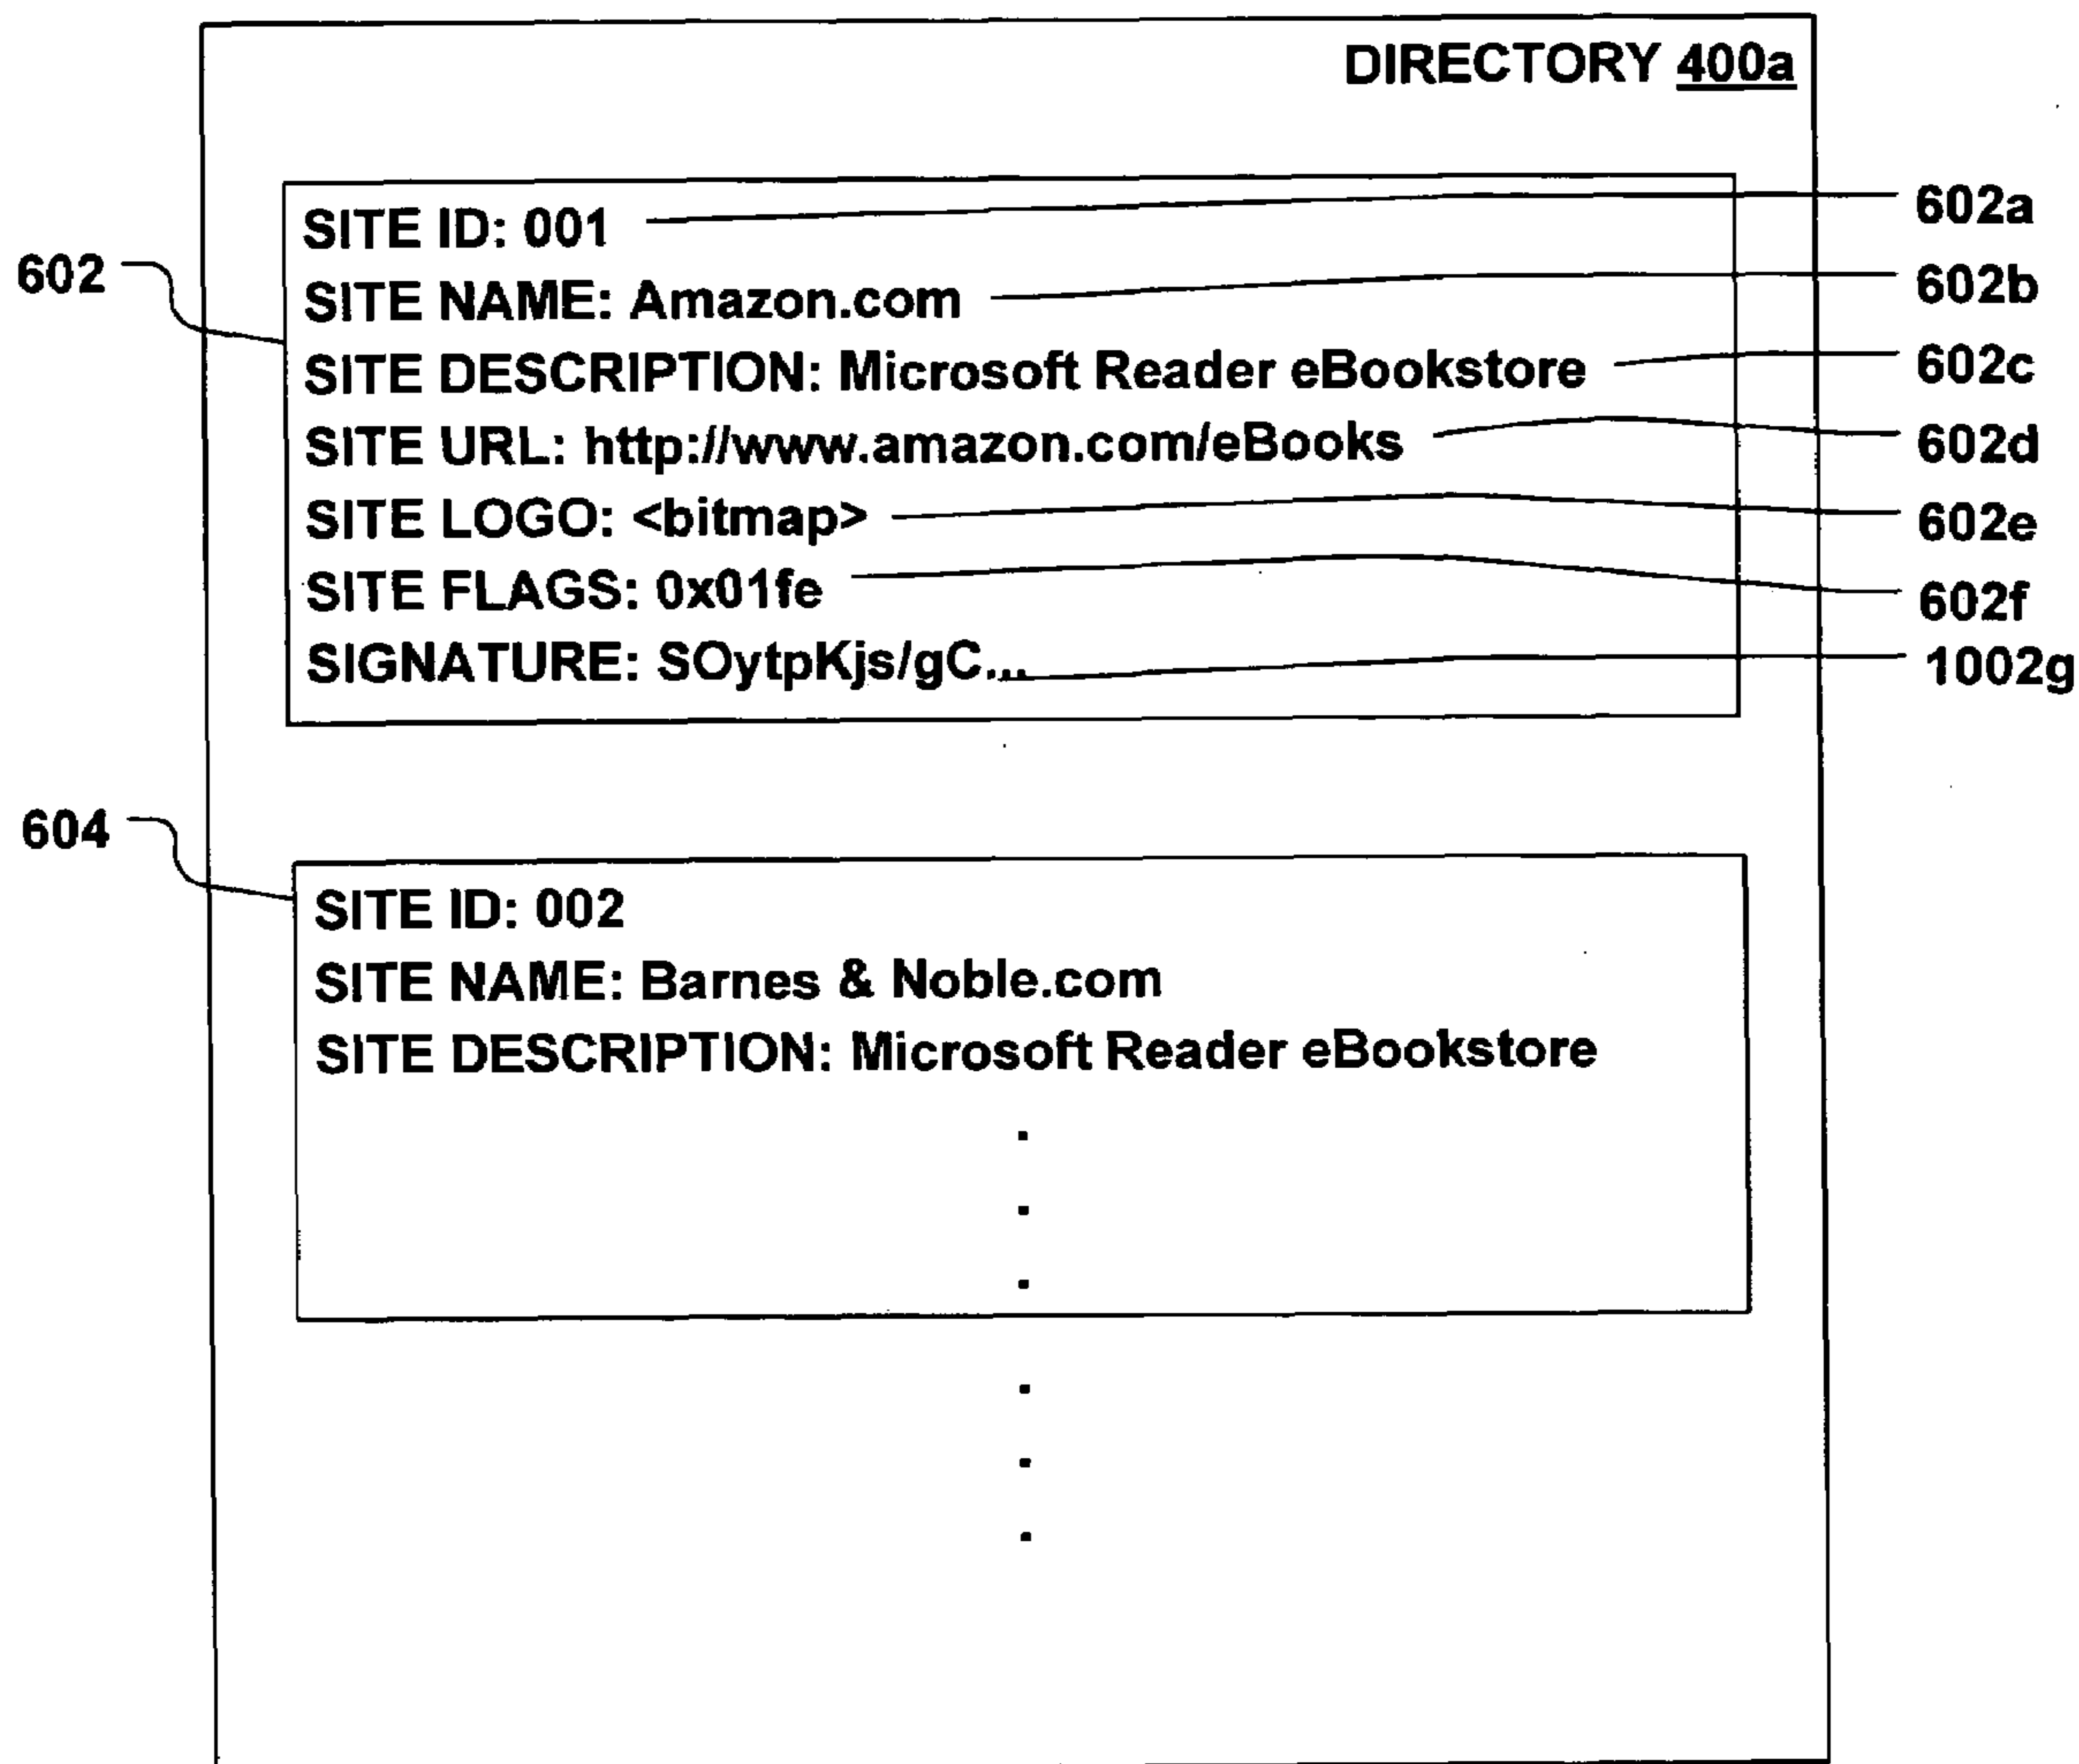 DIRECTORY 400a
SITE ID: 001
602a
602
SITE NAME: Amazon.com
602b
SITE DESCRIPTION: Microsoft Reader eBookstore
602c
SITE URL: http://www.amazon.com/eBooks
602d
SITE LOGO: <bitmap>
602e
SITE FLAGS: 0x01fe
602f
SIGNATURE: SOytpKjs/gC...
1002g
604
SITE ID: 002
SITE NAME: Barnes & Noble.com
SITE DESCRIPTION: Microsoft Reader eBookstore